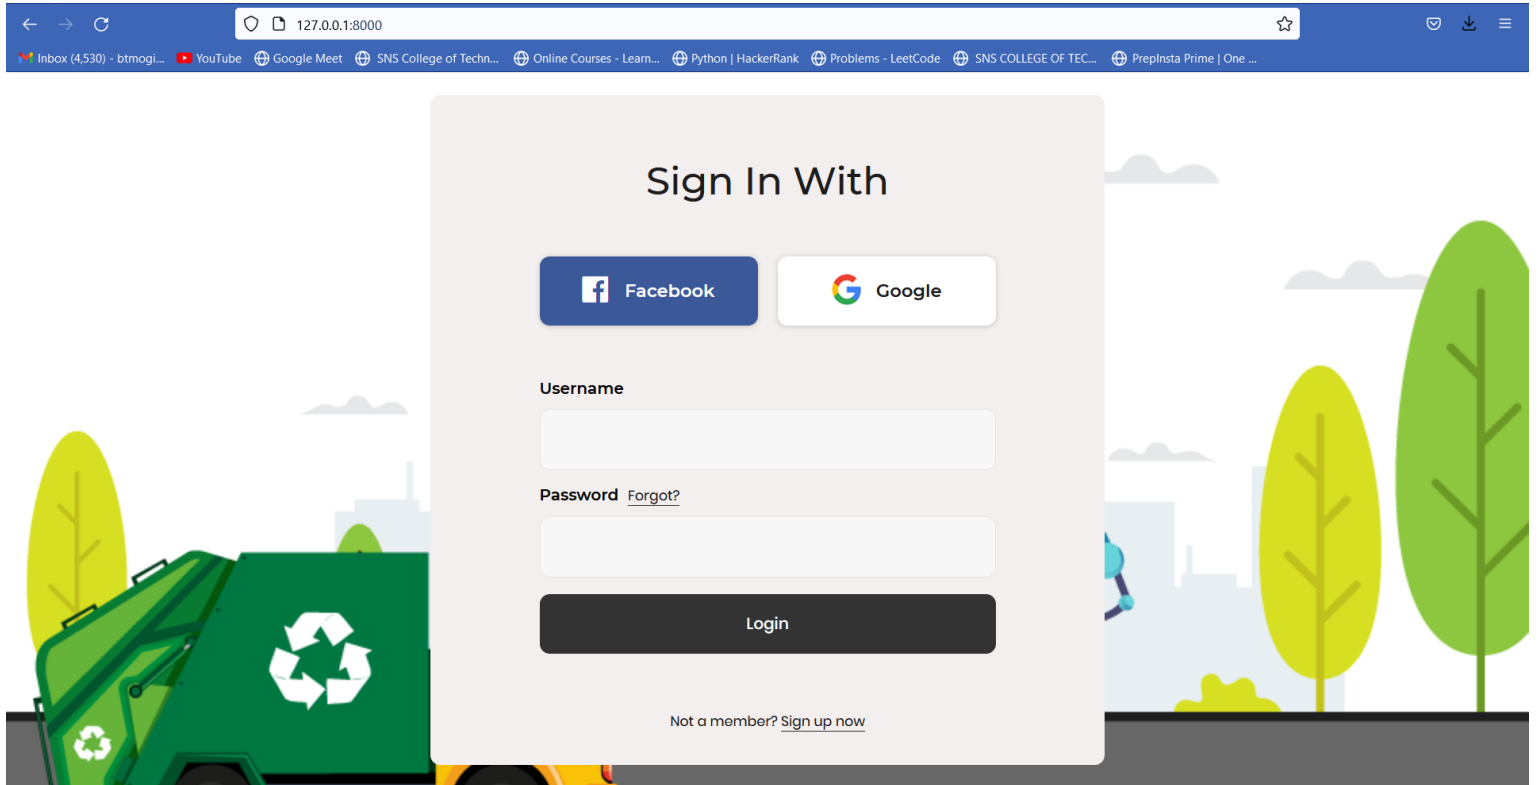 127.0.0.1:8000
Inbox (4,530) - btmogi... YouTube Google Meet SNS College of Techn... Online Courses - Learn... Python | HackerRank Problems - LeetCode SNS COLLEGE OF TEC... PrepInsta Prime | One ...
Sign In With
Facebook Google
Username
Password Forgot?
Login
Not a member? Sign up now